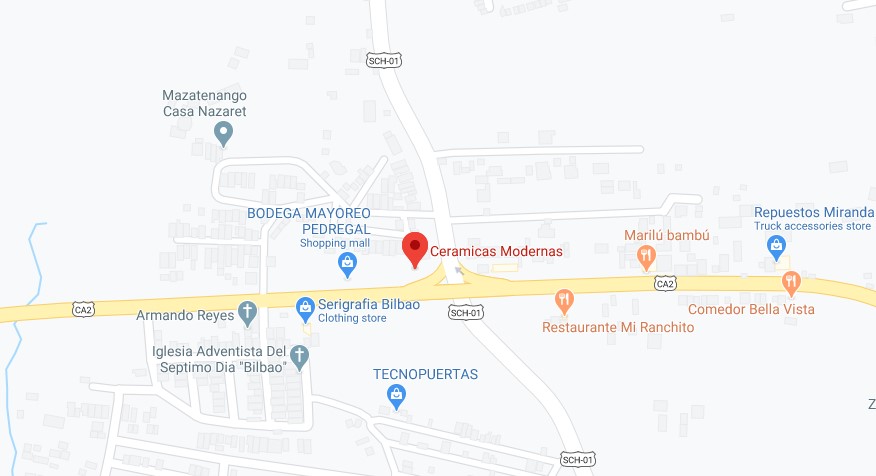 SCH-01
Mazatenango
Casa Nazaret
BODEGA MAYOREO
PEDREGAL
Shopping mall
Ceramicas Modernas
Marilú bambú
Repuestos Miranda
Truck accessories store
CA2
CA2
Armando Reyes
Serigrafia Bilbao
Clothing store
SCH-01
Restaurante Mi Ranchito
Comedor Bella Vista
Iglesia Adventista Del
Septimo Dia "Bilbao"
TECNOPUERTAS
Z
SCH-01